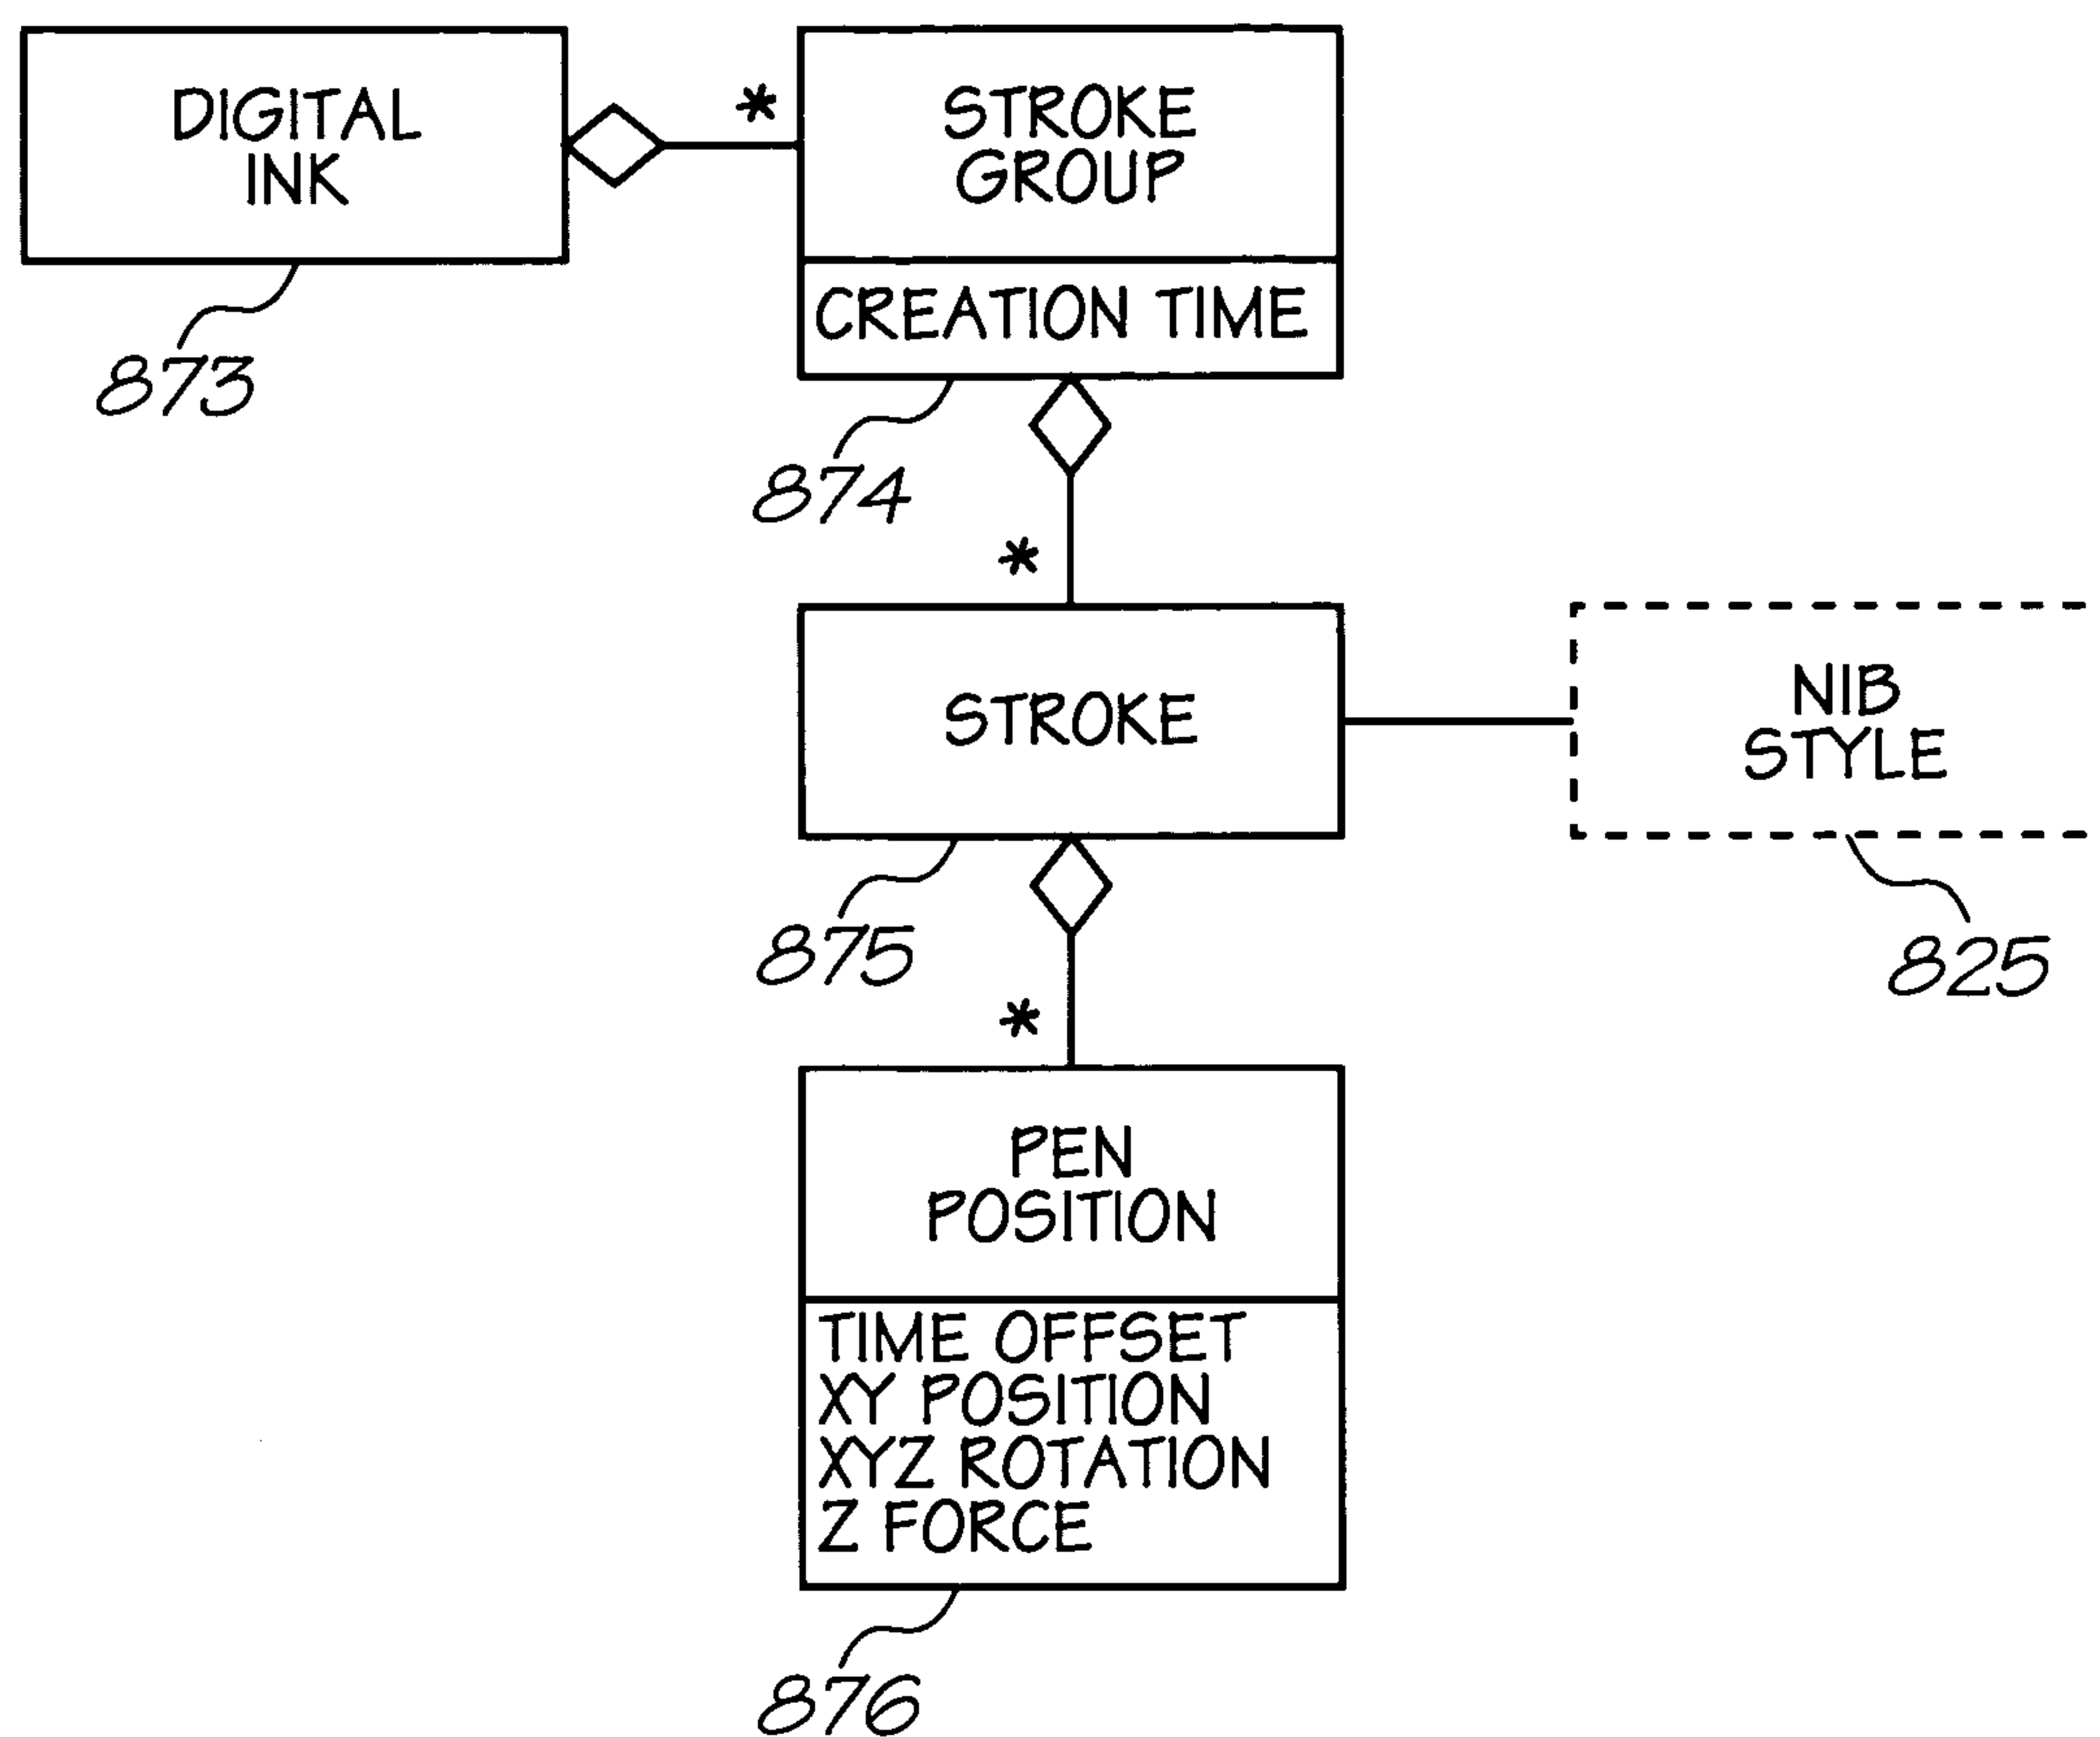 DIGITAL
INK
873
*
STROKE
GROUP
CREATION TIME
874
*
STROKE
875
NIB
STYLE
825
*
PEN
POSITION
TIME OFFSET
XY POSITION
XYZ ROTATION
Z FORCE
876